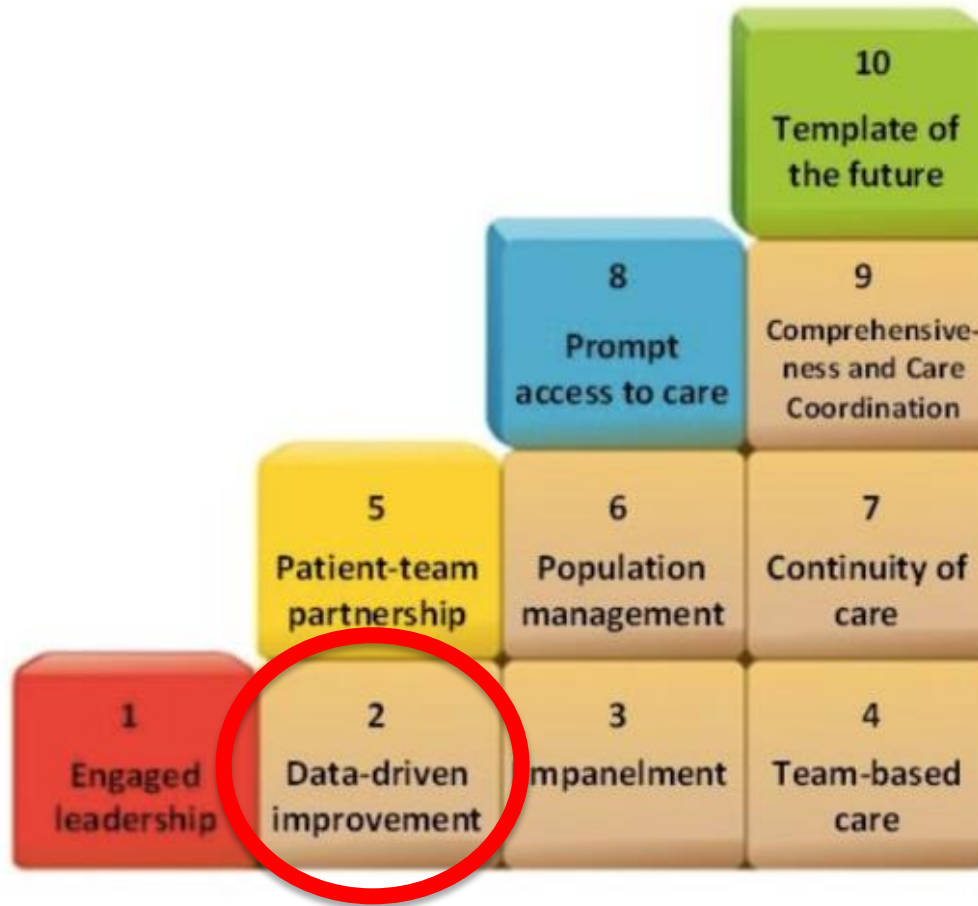 10
Template of
the future
8
Prompt
access to care
9
Comprehensive-
ness and Care
Coordination
5
Patient-team
partnership
6
Population
management
7
Continuity of
care
1
Engaged
leadership
2
Data-driven
improvement
3
mpanelment
4
Team-based
care